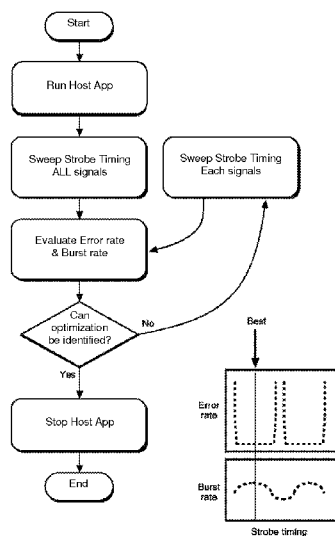 Start
Run Host App
Sweep Strobe Timing
ALL signals
Sweep Strobe Timing
Each signals
Evaluate Error rate
& Burst rate
Can
optimization
be identified?
No
Yes
Stop Host App
End
Best
Error
rate
Burst
rate
Strobe timing